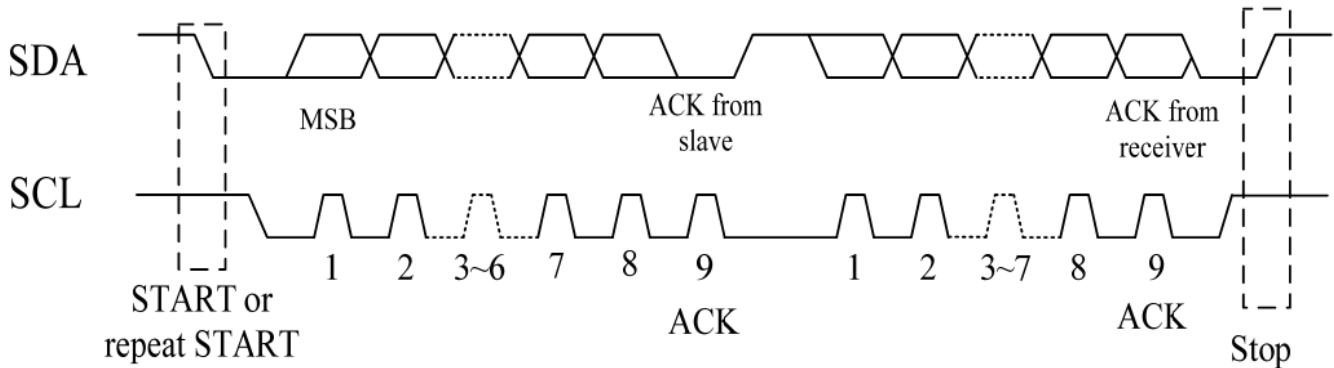 SDA
MSB
ACK from
slave
ACK from
receiver
SCL
1 2 3~6 7 8 9 1 2 3~7 8 9
START or
repeat START
ACK
ACK
Stop